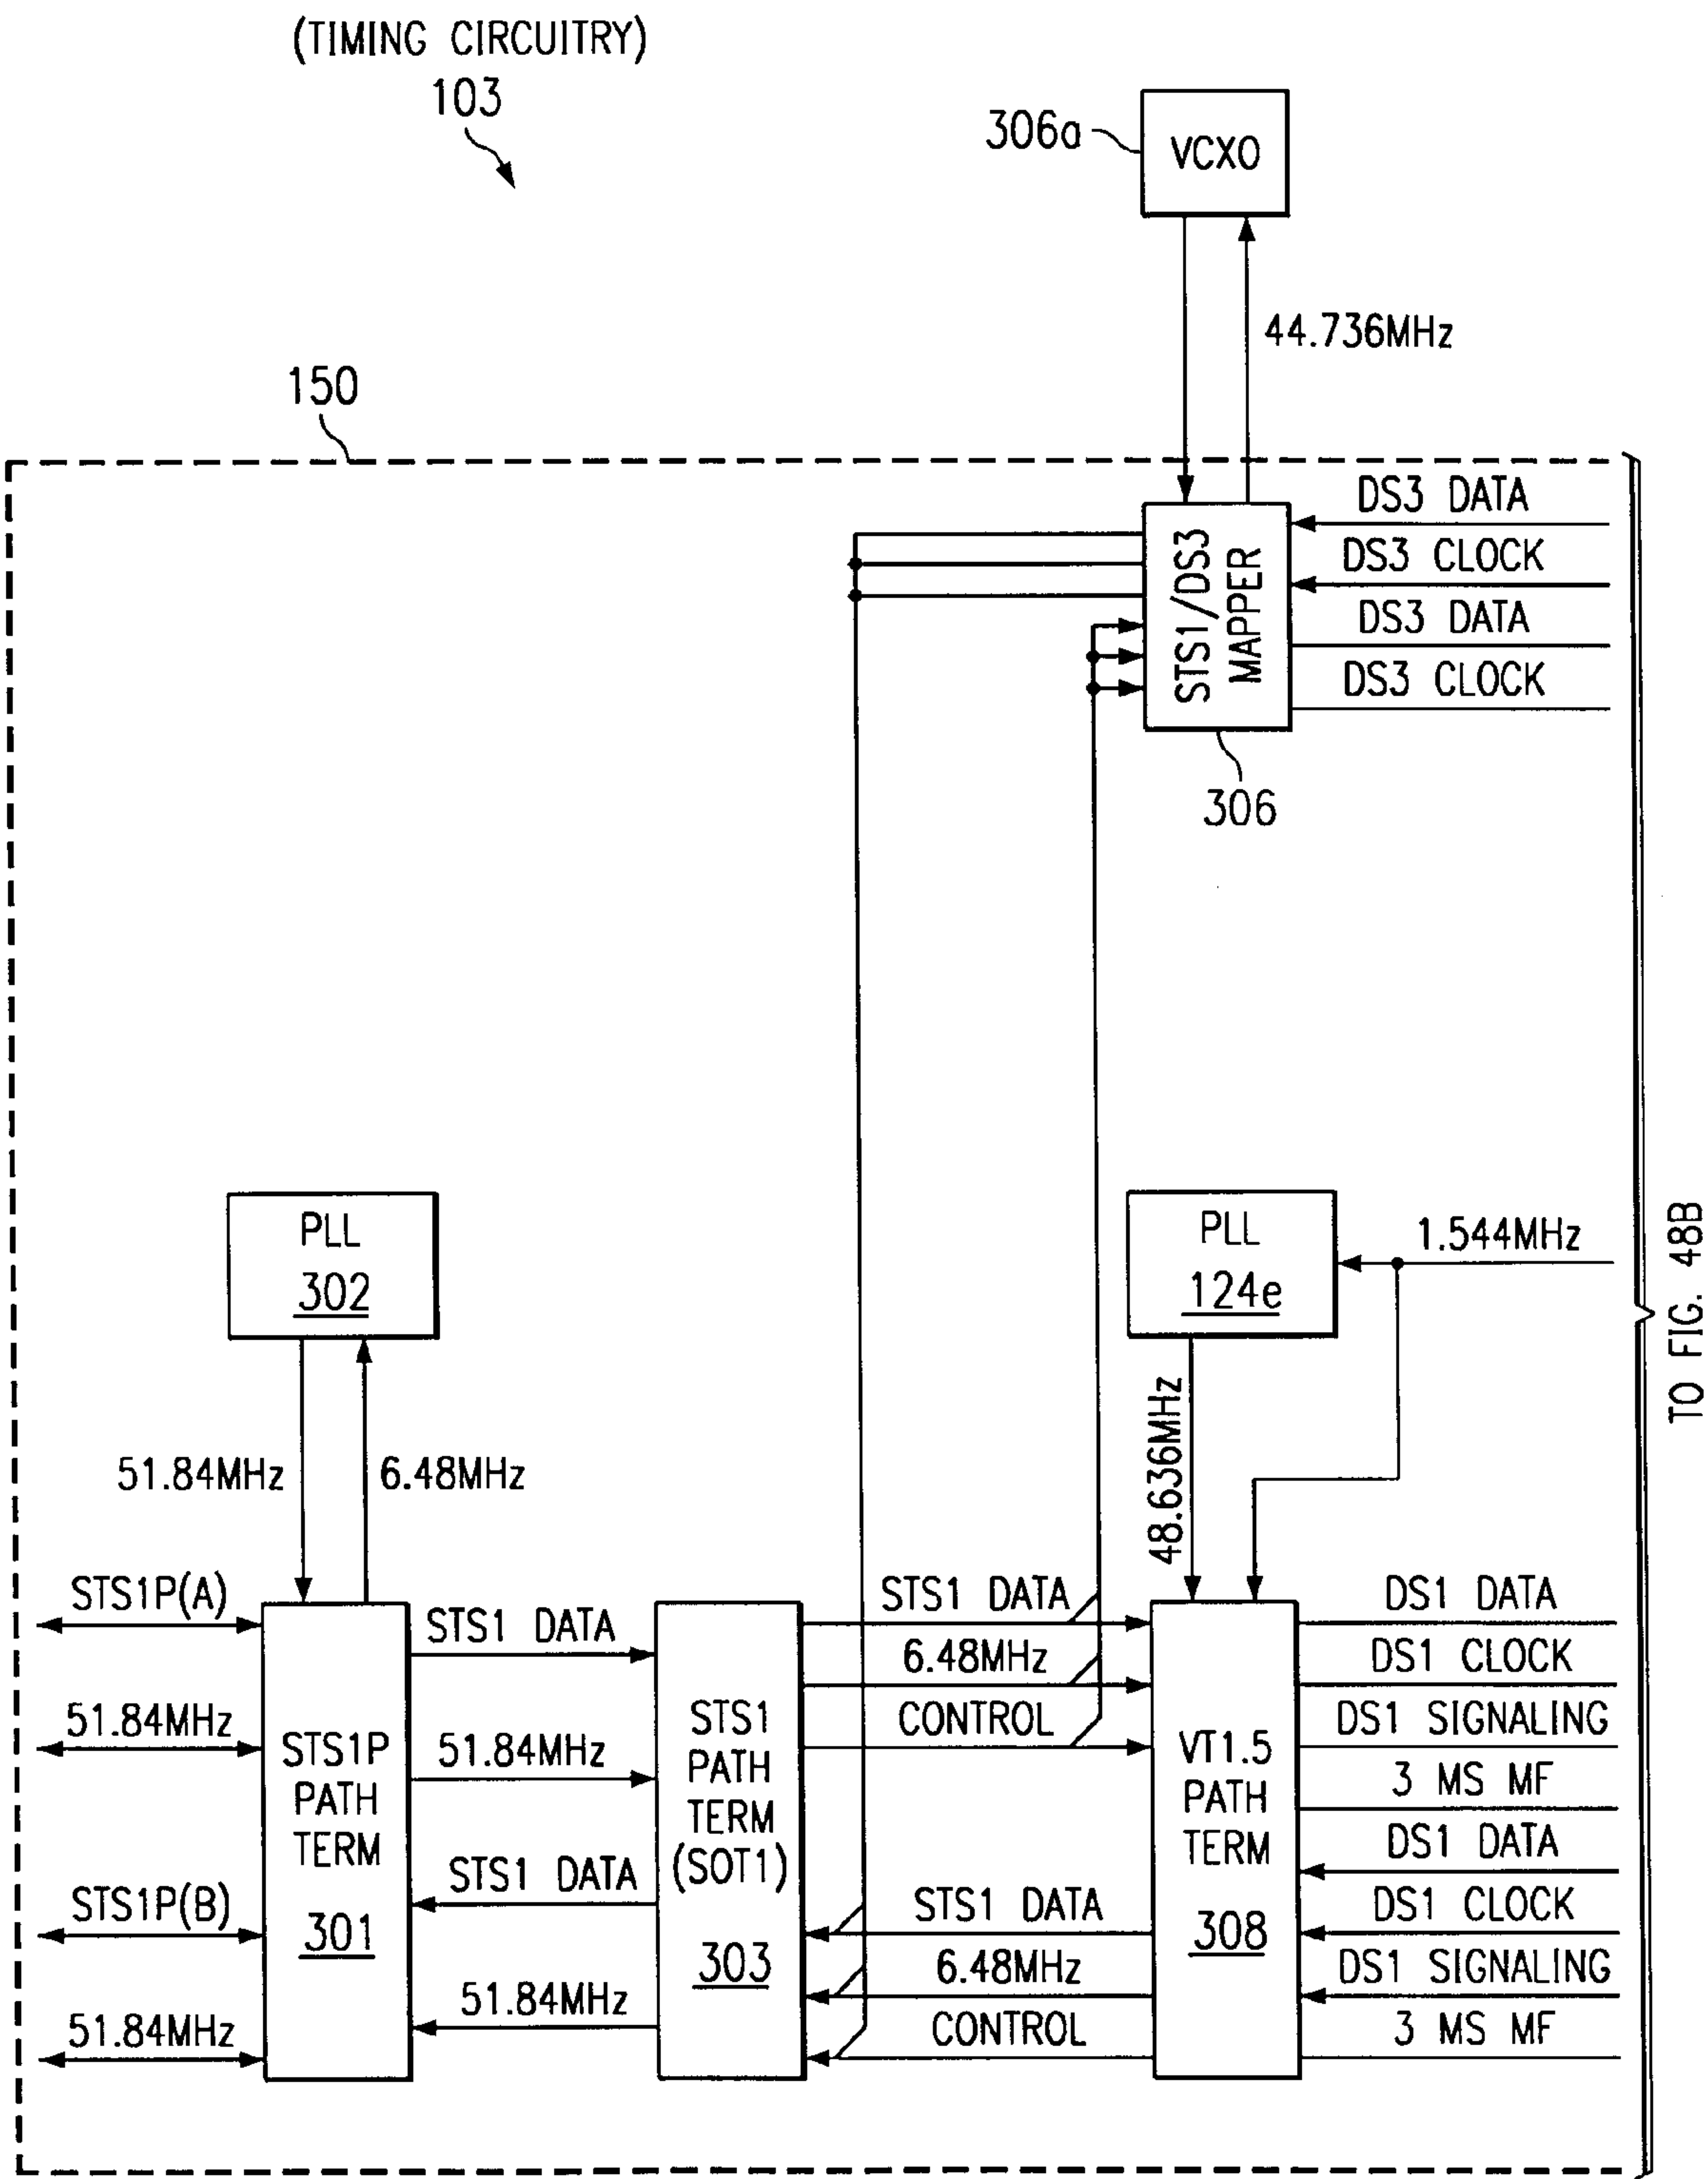 (TIMING CIRCUITRY)
103
306a
VCXO
44.736MHz
150
DS3 DATA
DS3 CLOCK
DS3 DATA
DS3 CLOCK
STS1/DS3
MAPPER
306
PLL
302
PLL
124e
1.544MHz
TO FIG. 48B
51.84MHz
6.48MHz
48.636MHz
STS1P(A)
51.84MHz
STS1P(B)
51.84MHz
STS1P
PATH
TERM
301
STS1 DATA
51.84MHz
STS1 DATA
51.84MHz
STS1
PATH
TERM
(SOT1)
303
STS1 DATA
6.48MHz
CONTROL
STS1 DATA
6.48MHz
CONTROL
VT1.5
PATH
TERM
308
DS1 DATA
DS1 CLOCK
DS1 SIGNALING
3 MS MF
DS1 DATA
DS1 CLOCK
DS1 SIGNALING
3 MS MF